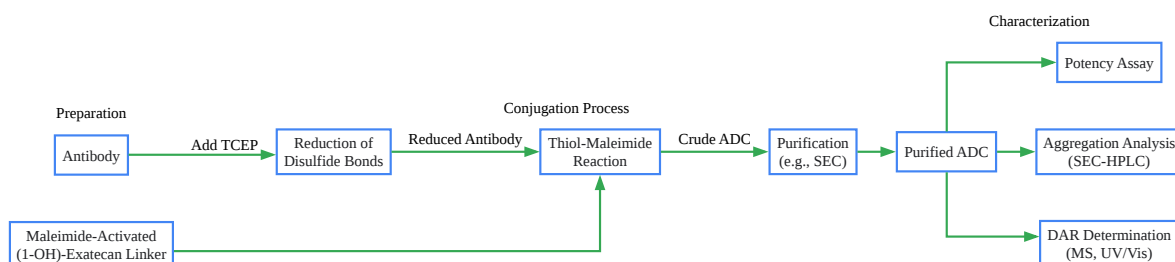 Characterization
Potency Assay
Preparation
Conjugation Process
Antibody
Add TCEP
Reduction of
Disulfide Bonds
Reduced Antibody
Thiol-Maleimide
Reaction
Crude ADC
Purification
(e.g., SEC)
Purified ADC
Aggregation Analysis
(SEC-HPLC)
Maleimide-Activated
(1-OH)-Exatecan Linker
DAR Determination
(MS, UV/Vis)